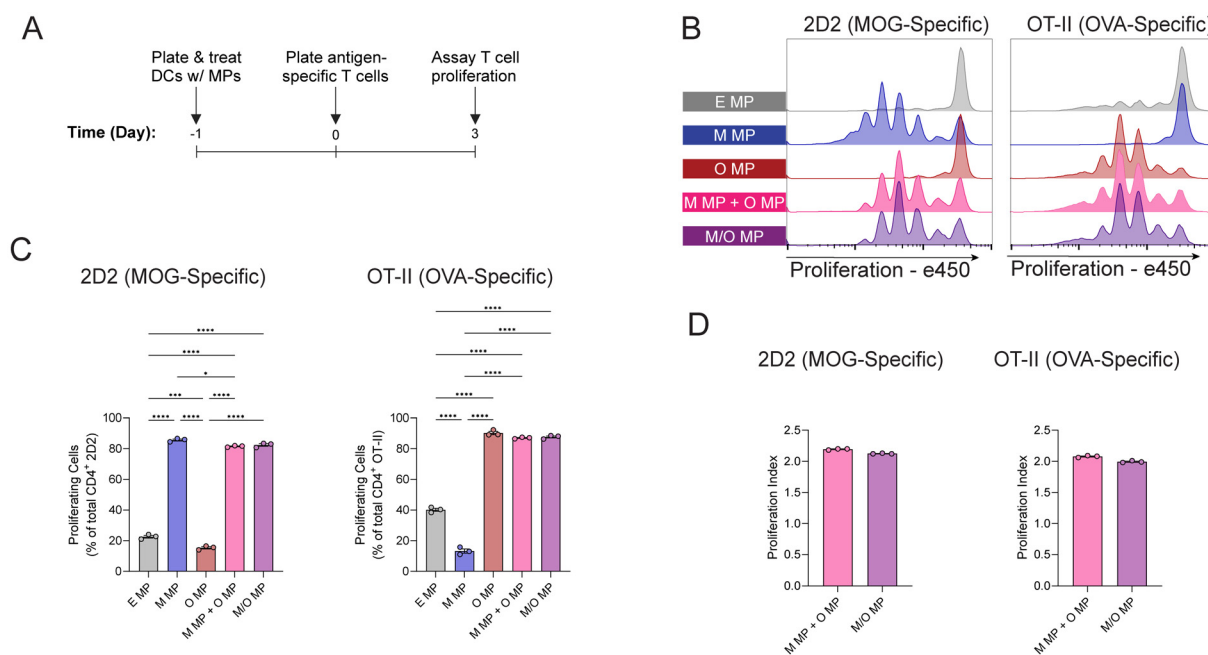 A
Plate & treat
DCs w/ MPs
Plate antigen-
specific T cells
Assay T cell
proliferation
Time (Day):
-1
0
3
B
2D2 (MOG-Specific)
OT-II (OVA-Specific)
E MP
M MP
O MP
M MP + O MP
M/O MP
Proliferation - e450
Proliferation - e450
C
2D2 (MOG-Specific)
****
****
*
***
****
****
****
****
100
80
60
40
20
0
Proliferating Cells
(% of total CD4+ 2D2)
E MP
M MP
O MP
M MP + O MP
M/O MP
OT-II (OVA-Specific)
****
****
****
****
****
****
****
100
80
60
40
20
0
Proliferating Cells
(% of total CD4+ OT-II)
E MP
M MP
O MP
M MP + O MP
M/O MP
D
2D2 (MOG-Specific)
2.5
2.0
1.5
1.0
0.5
0.0
Proliferation Index
M MP + O MP
M/O MP
OT-II (OVA-Specific)
2.5
2.0
1.5
1.0
0.5
0.0
Proliferation Index
M MP + O MP
M/O MP